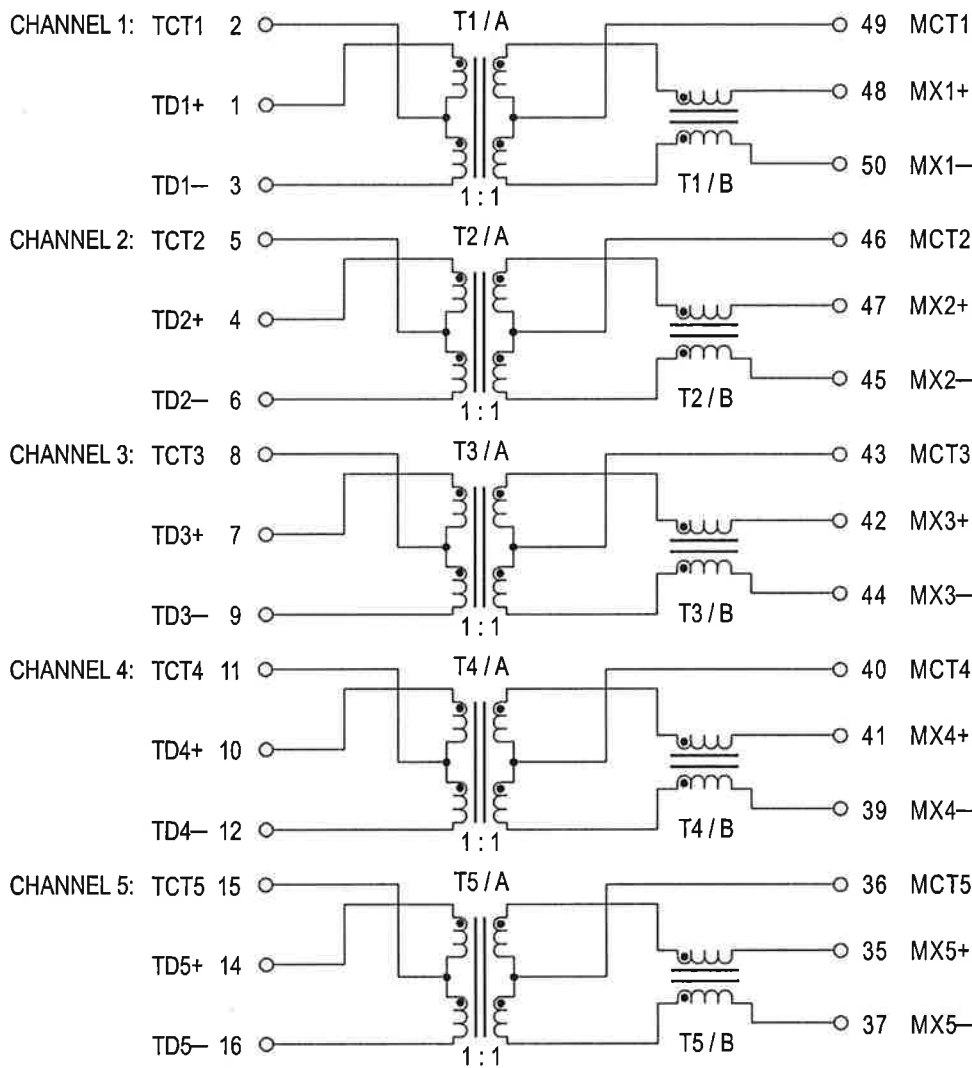 CHANNEL 1: TCT1 2 T1/A 49 MCT1
TD1+ 1 48 MX1+
TD1— 3 1:1 T1/B 50 MX1—
CHANNEL 2: TCT2 5 T2/A 46 MCT2
TD2+ 4 47 MX2+
TD2— 6 1:1 T2/B 45 MX2—
CHANNEL 3: TCT3 8 T3/A 43 MCT3
TD3+ 7 42 MX3+
TD3— 9 1:1 T3/B 44 MX3—
CHANNEL 4: TCT4 11 T4/A 40 MCT4
TD4+ 10 41 MX4+
TD4— 12 1:1 T4/B 39 MX4—
CHANNEL 5: TCT5 15 T5/A 36 MCT5
TD5+ 14 35 MX5+
TD5— 16 1:1 T5/B 37 MX5—